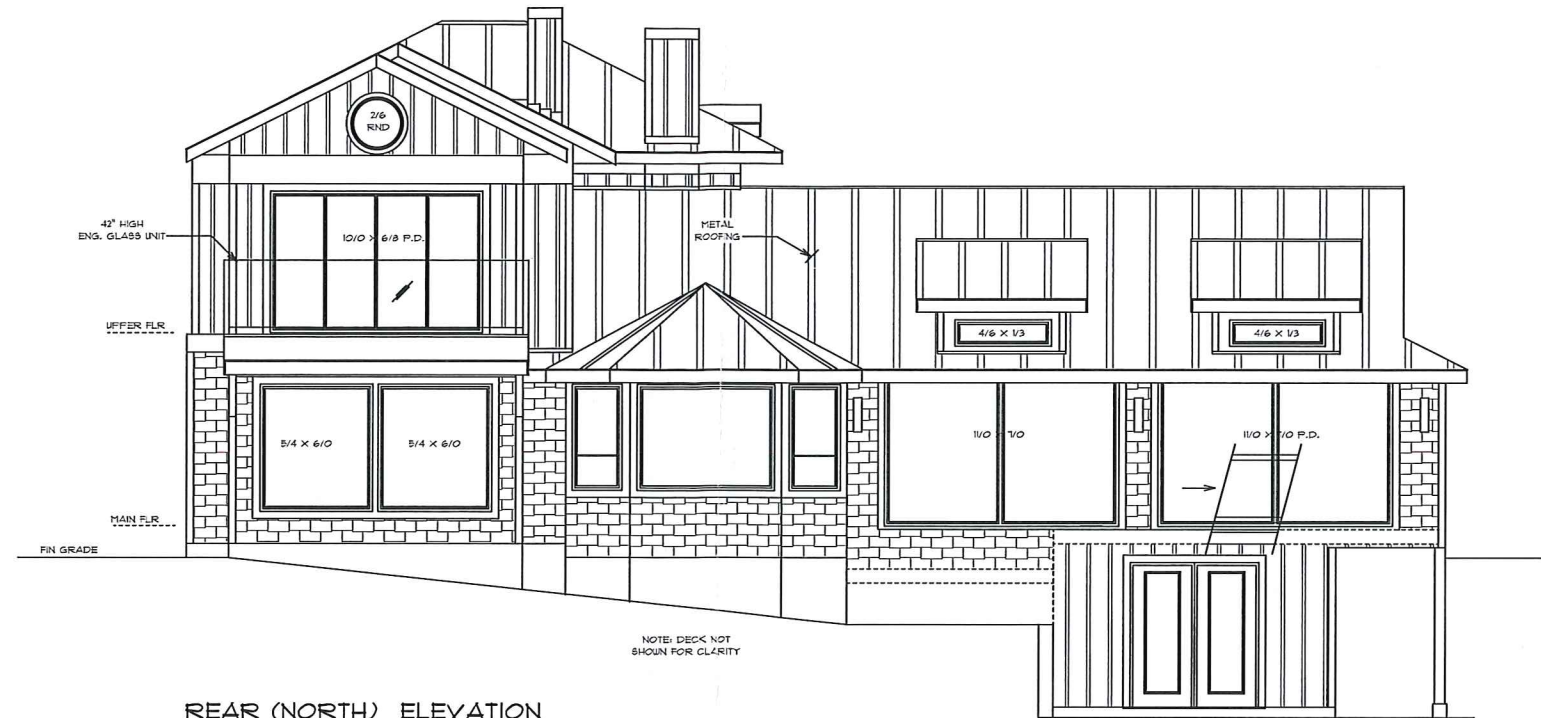 2/6
RND
42" HIGH
ENG. GLASS UNIT
10/0 X 6/8 P.D.
METAL
ROOFING
UPPER FLR
4/6 X 1/3
4/6 X 1/3
5/4 X 6/0
5/4 X 6/0
11/0 X 7/0
11/0 X 7/0 P.D.
MAIN FLR
FIN GRADE
NOTE: DECK NOT
SHOWN FOR CLARITY
REAR (NORTH) ELEVATION